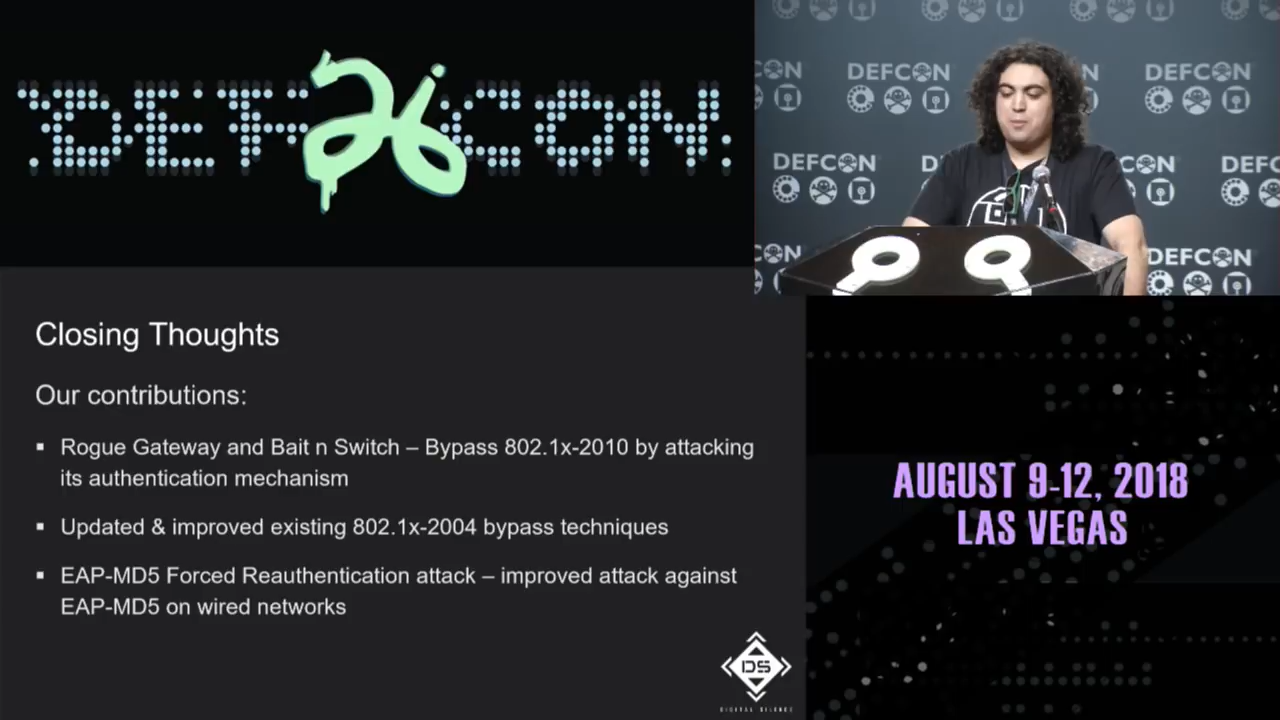 DEF 26 CON
DEFCON
DEFCON
DEFCON
DEFCON
DEFCON
DEFCON
Closing Thoughts
Our contributions:
▪ Rogue Gateway and Bait n Switch – Bypass 802.1x-2010 by attacking
its authentication mechanism
▪ Updated & improved existing 802.1x-2004 bypass techniques
▪ EAP-MD5 Forced Reauthentication attack – improved attack against
EAP-MD5 on wired networks
DS
DIGITAL SILENCE
AUGUST 9-12, 2018
LAS VEGAS